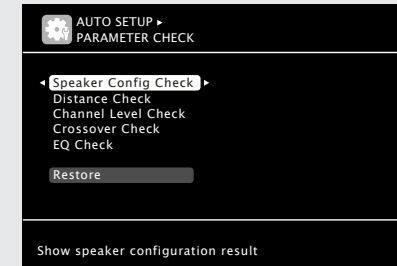 AUTO SETUP ▸
PARAMETER CHECK
◂ Speaker Config Check ▸
Distance Check
Channel Level Check
Crossover Check
EQ Check
Restore
Show speaker configuration result